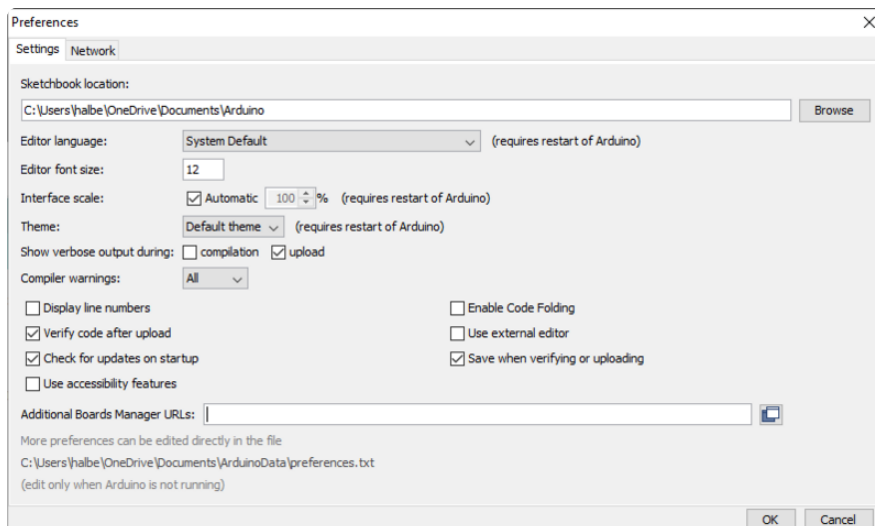 Preferences
Settings Network
Sketchbook location:
C:\Users\halbe\OneDrive\Documents\Arduino Browse
Editor language: System Default (requires restart of Arduino)
Editor font size: 12
Interface scale: Automatic 100 % (requires restart of Arduino)
Theme: Default theme (requires restart of Arduino)
Show verbose output during: compilation upload
Compiler warnings: All
Display line numbers Enable Code Folding
Verify code after upload Use external editor
Check for updates on startup Save when verifying or uploading
Use accessibility features
Additional Boards Manager URLs:
More preferences can be edited directly in the file
C:\Users\halbe\OneDrive\Documents\ArduinoData\preferences.txt
(edit only when Arduino is not running)
OK Cancel